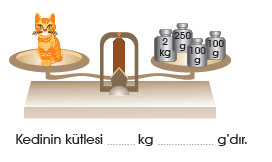 2 kg
250 g
100 g
100 g
Kedinin kütlesi ........ kg ................ g'dır.